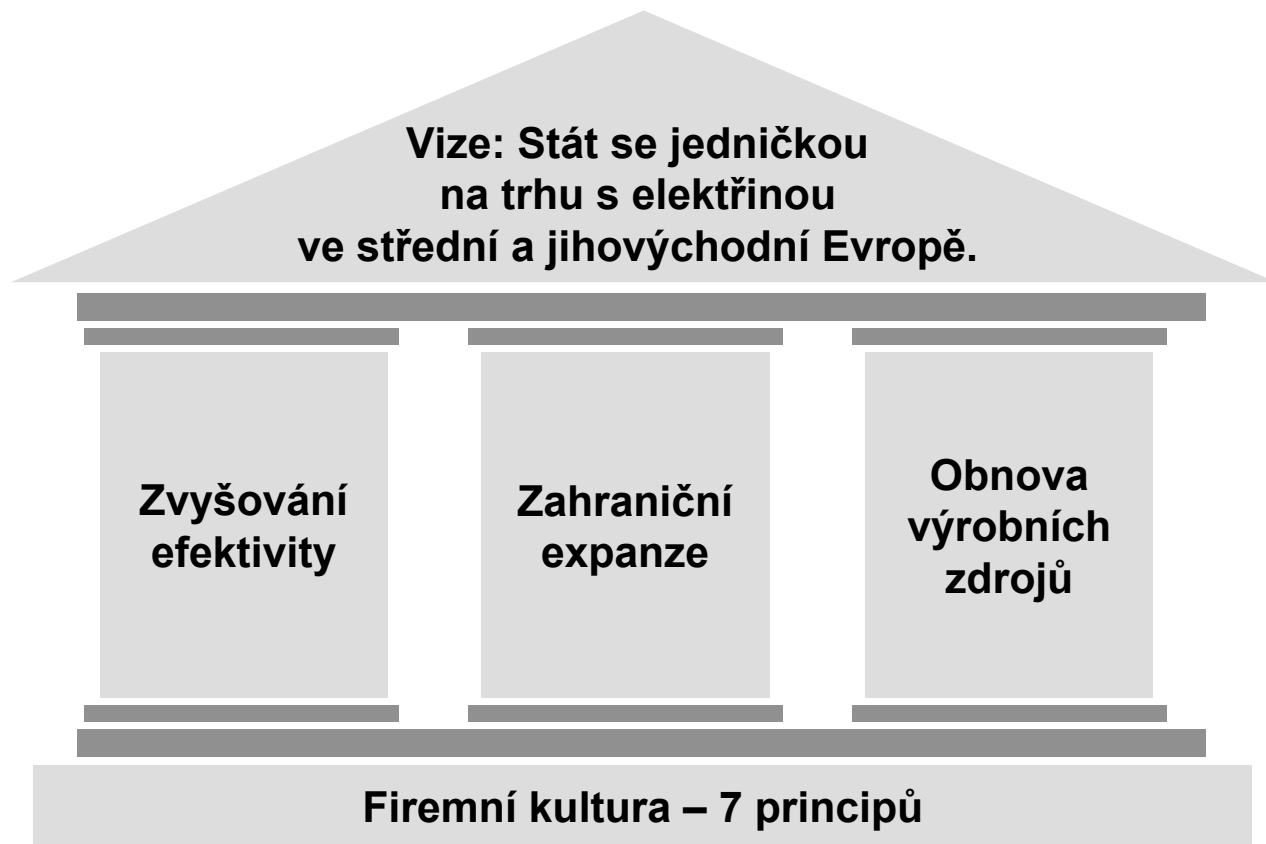 Vize: Stát se jedničkou
na trhu s elektřinou
ve střední a jihovýchodní Evropě.
Zvyšování
efektivity
Zahraniční
expanze
Obnova
výrobních
zdrojů
Firemní kultura – 7 principů